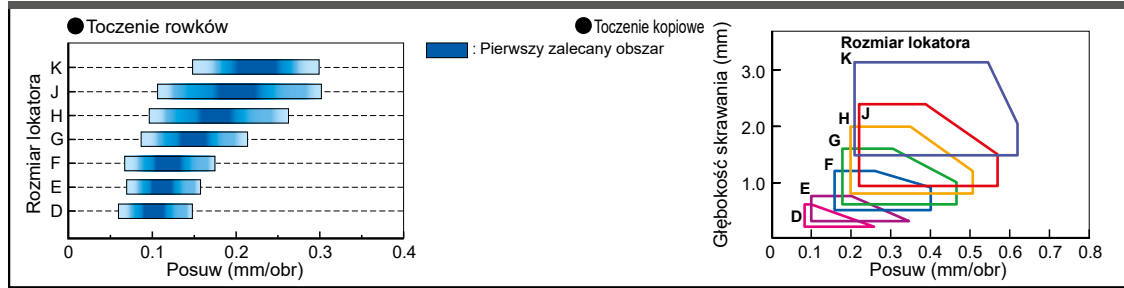 Toczenie rowków
Rozmiar lokatora
K
J
H
G
F
E
D
0
0.1
0.2
0.3
0.4
Posuw (mm/obr)
: Pierwszy zalecany obszar
Toczenie kopiowe
Głębokość skrawania (mm)
3.0
2.0
1.0
Rozmiar lokatora
K
J
H
G
F
E
D
0
0.1
0.2
0.3
0.4
0.5
0.6
0.7
0.8
Posuw (mm/obr)